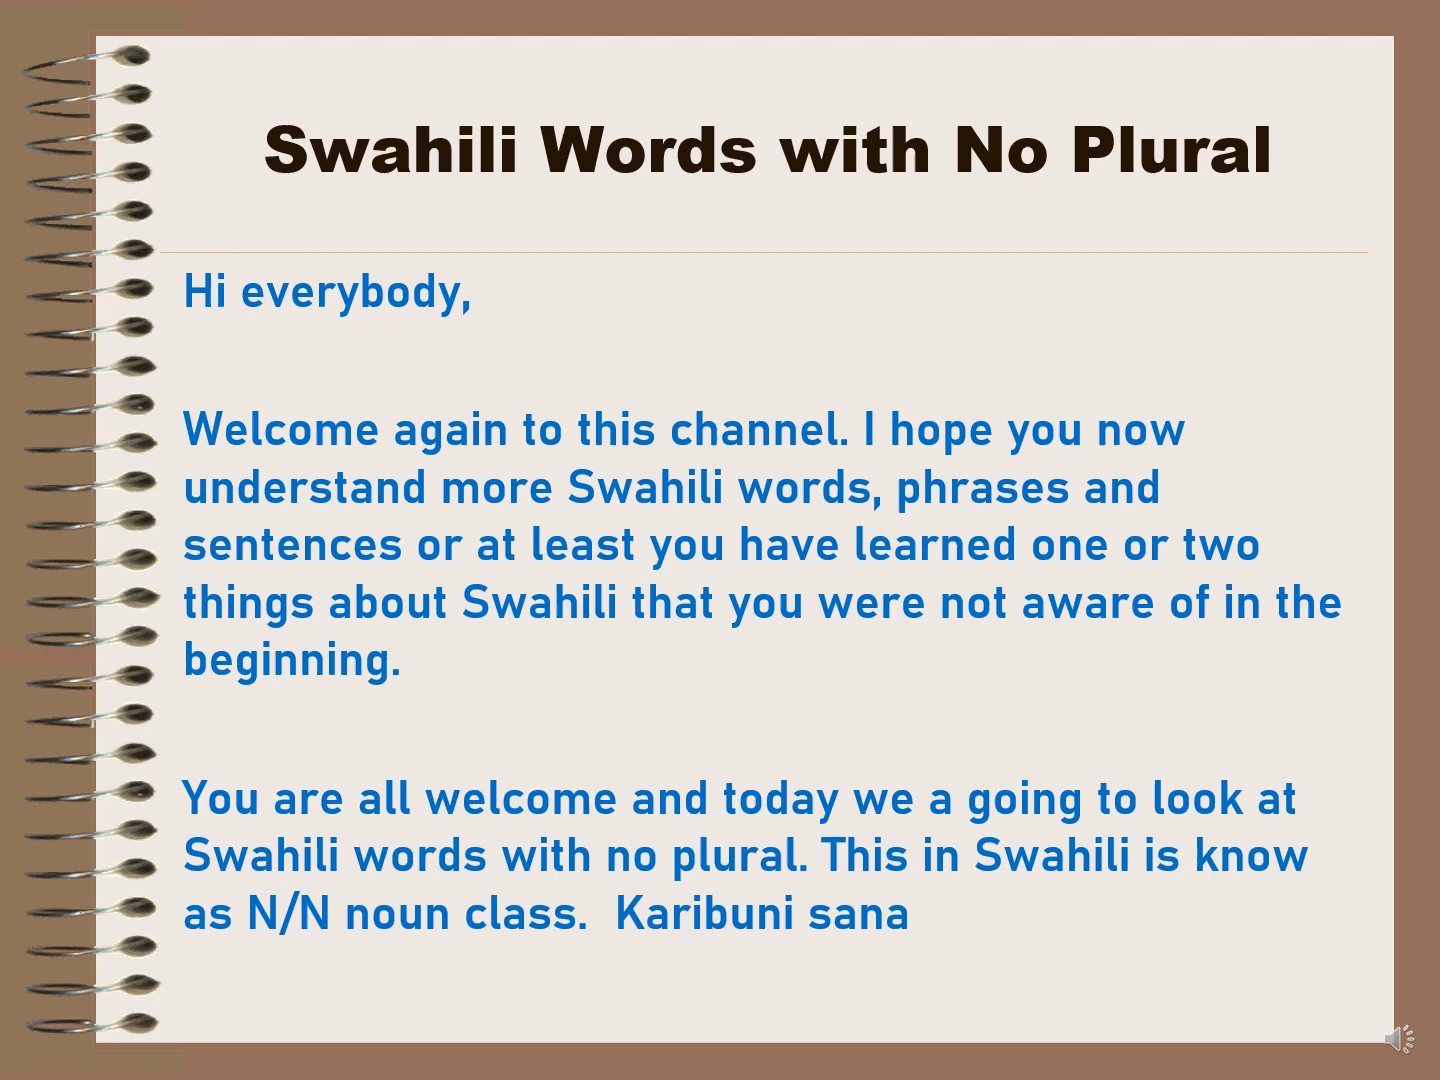 Swahili Words with No Plural
Hi everybody,
Welcome again to this channel. I hope you now
understand more Swahili words, phrases and
sentences or at least you have learned one or two
things about Swahili that you were not aware of in the
beginning.
You are all welcome and today we a going to look at
Swahili words with no plural. This in Swahili is know
as N/N noun class.  Karibuni sana